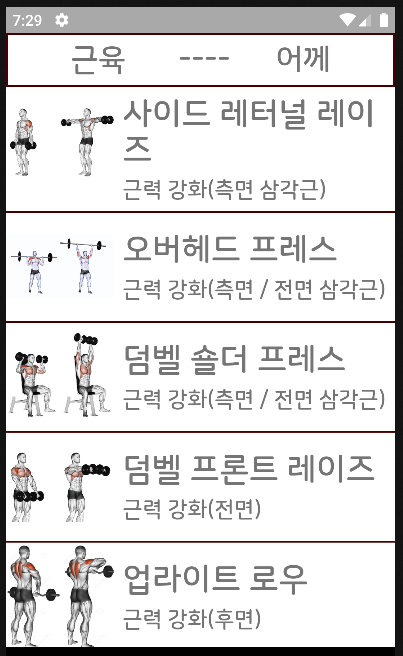 7:29
근육 ---- 어께
사이드 레터널 레이
즈
근력 강화(측면 삼각근)
오버헤드 프레스
근력 강화(측면 / 전면 삼각근)
덤벨 숄더 프레스
근력 강화(측면 / 전면 삼각근)
덤벨 프론트 레이즈
근력 강화(전면)
업라이트 로우
근력 강화(후면)